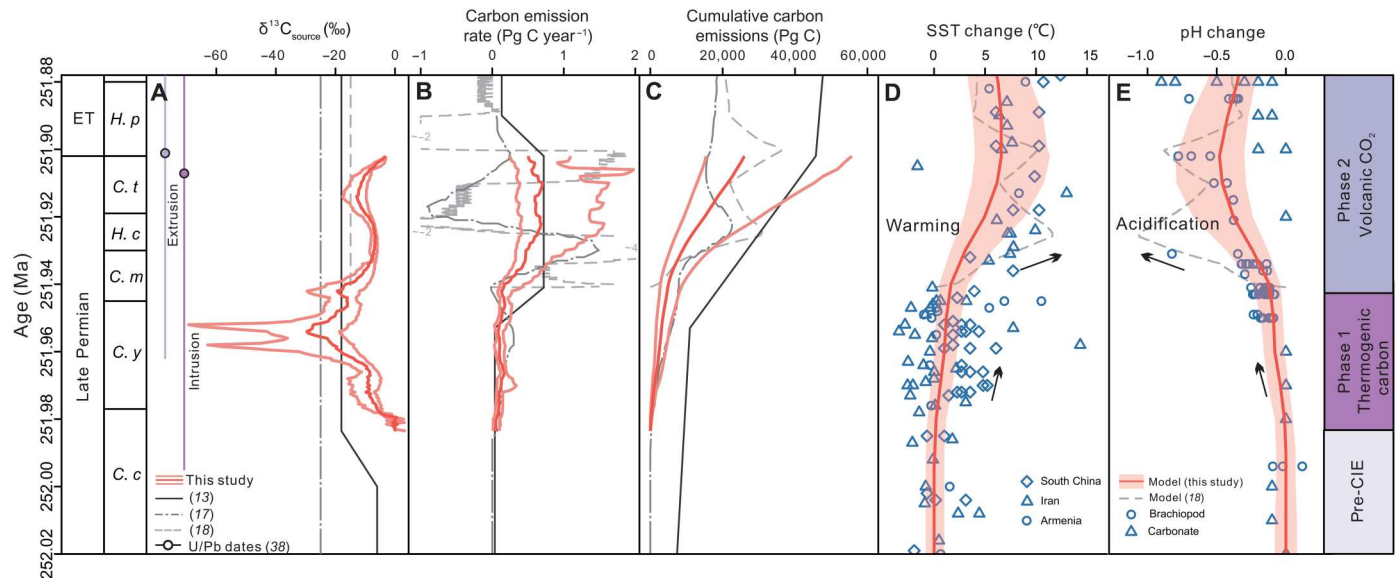 δ¹³Csource (‰)
Carbon emission
rate (Pg C year⁻¹)
Cumulative carbon
emissions (Pg C)
SST change (℃)
pH change
−60 −40 −20 0
−1 0 1 2
0 20,000 40,000 60,000
0 5 10 15
−1.0 −0.5 0.0
A
B
C
D
E
Age (Ma)
251.88
251.90
251.92
251.94
251.96
251.98
252.00
252.02
ET
Late Permian
H. p
C. t
H. c
C. m
C. y
C. c
Extrusion
Intrusion
−2
−2
−4
Warming
Acidification
Phase 2
Volcanic CO₂
Phase 1
Thermogenic
carbon
Pre-CIE
This study
(13)
(17)
(18)
U/Pb dates (38)
South China
Iran
Armenia
Model (this study)
Model (18)
Brachiopod
Carbonate